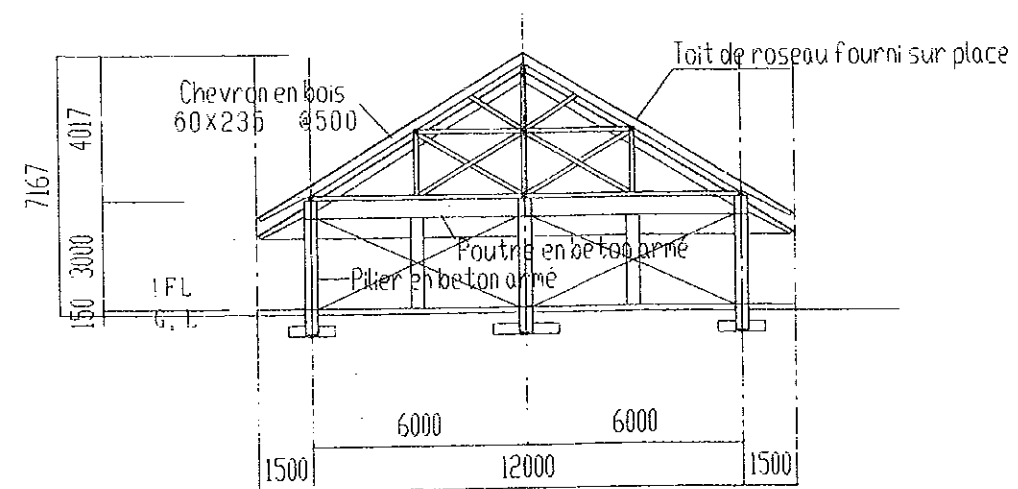 Toit de roseau fourni sur place
Chevron en bois
60X235 @500
7167
4017
3000
150
Poutre en beton armé
Pilier en beton armé
1FL
G.L
6000
6000
1500
12000
1500